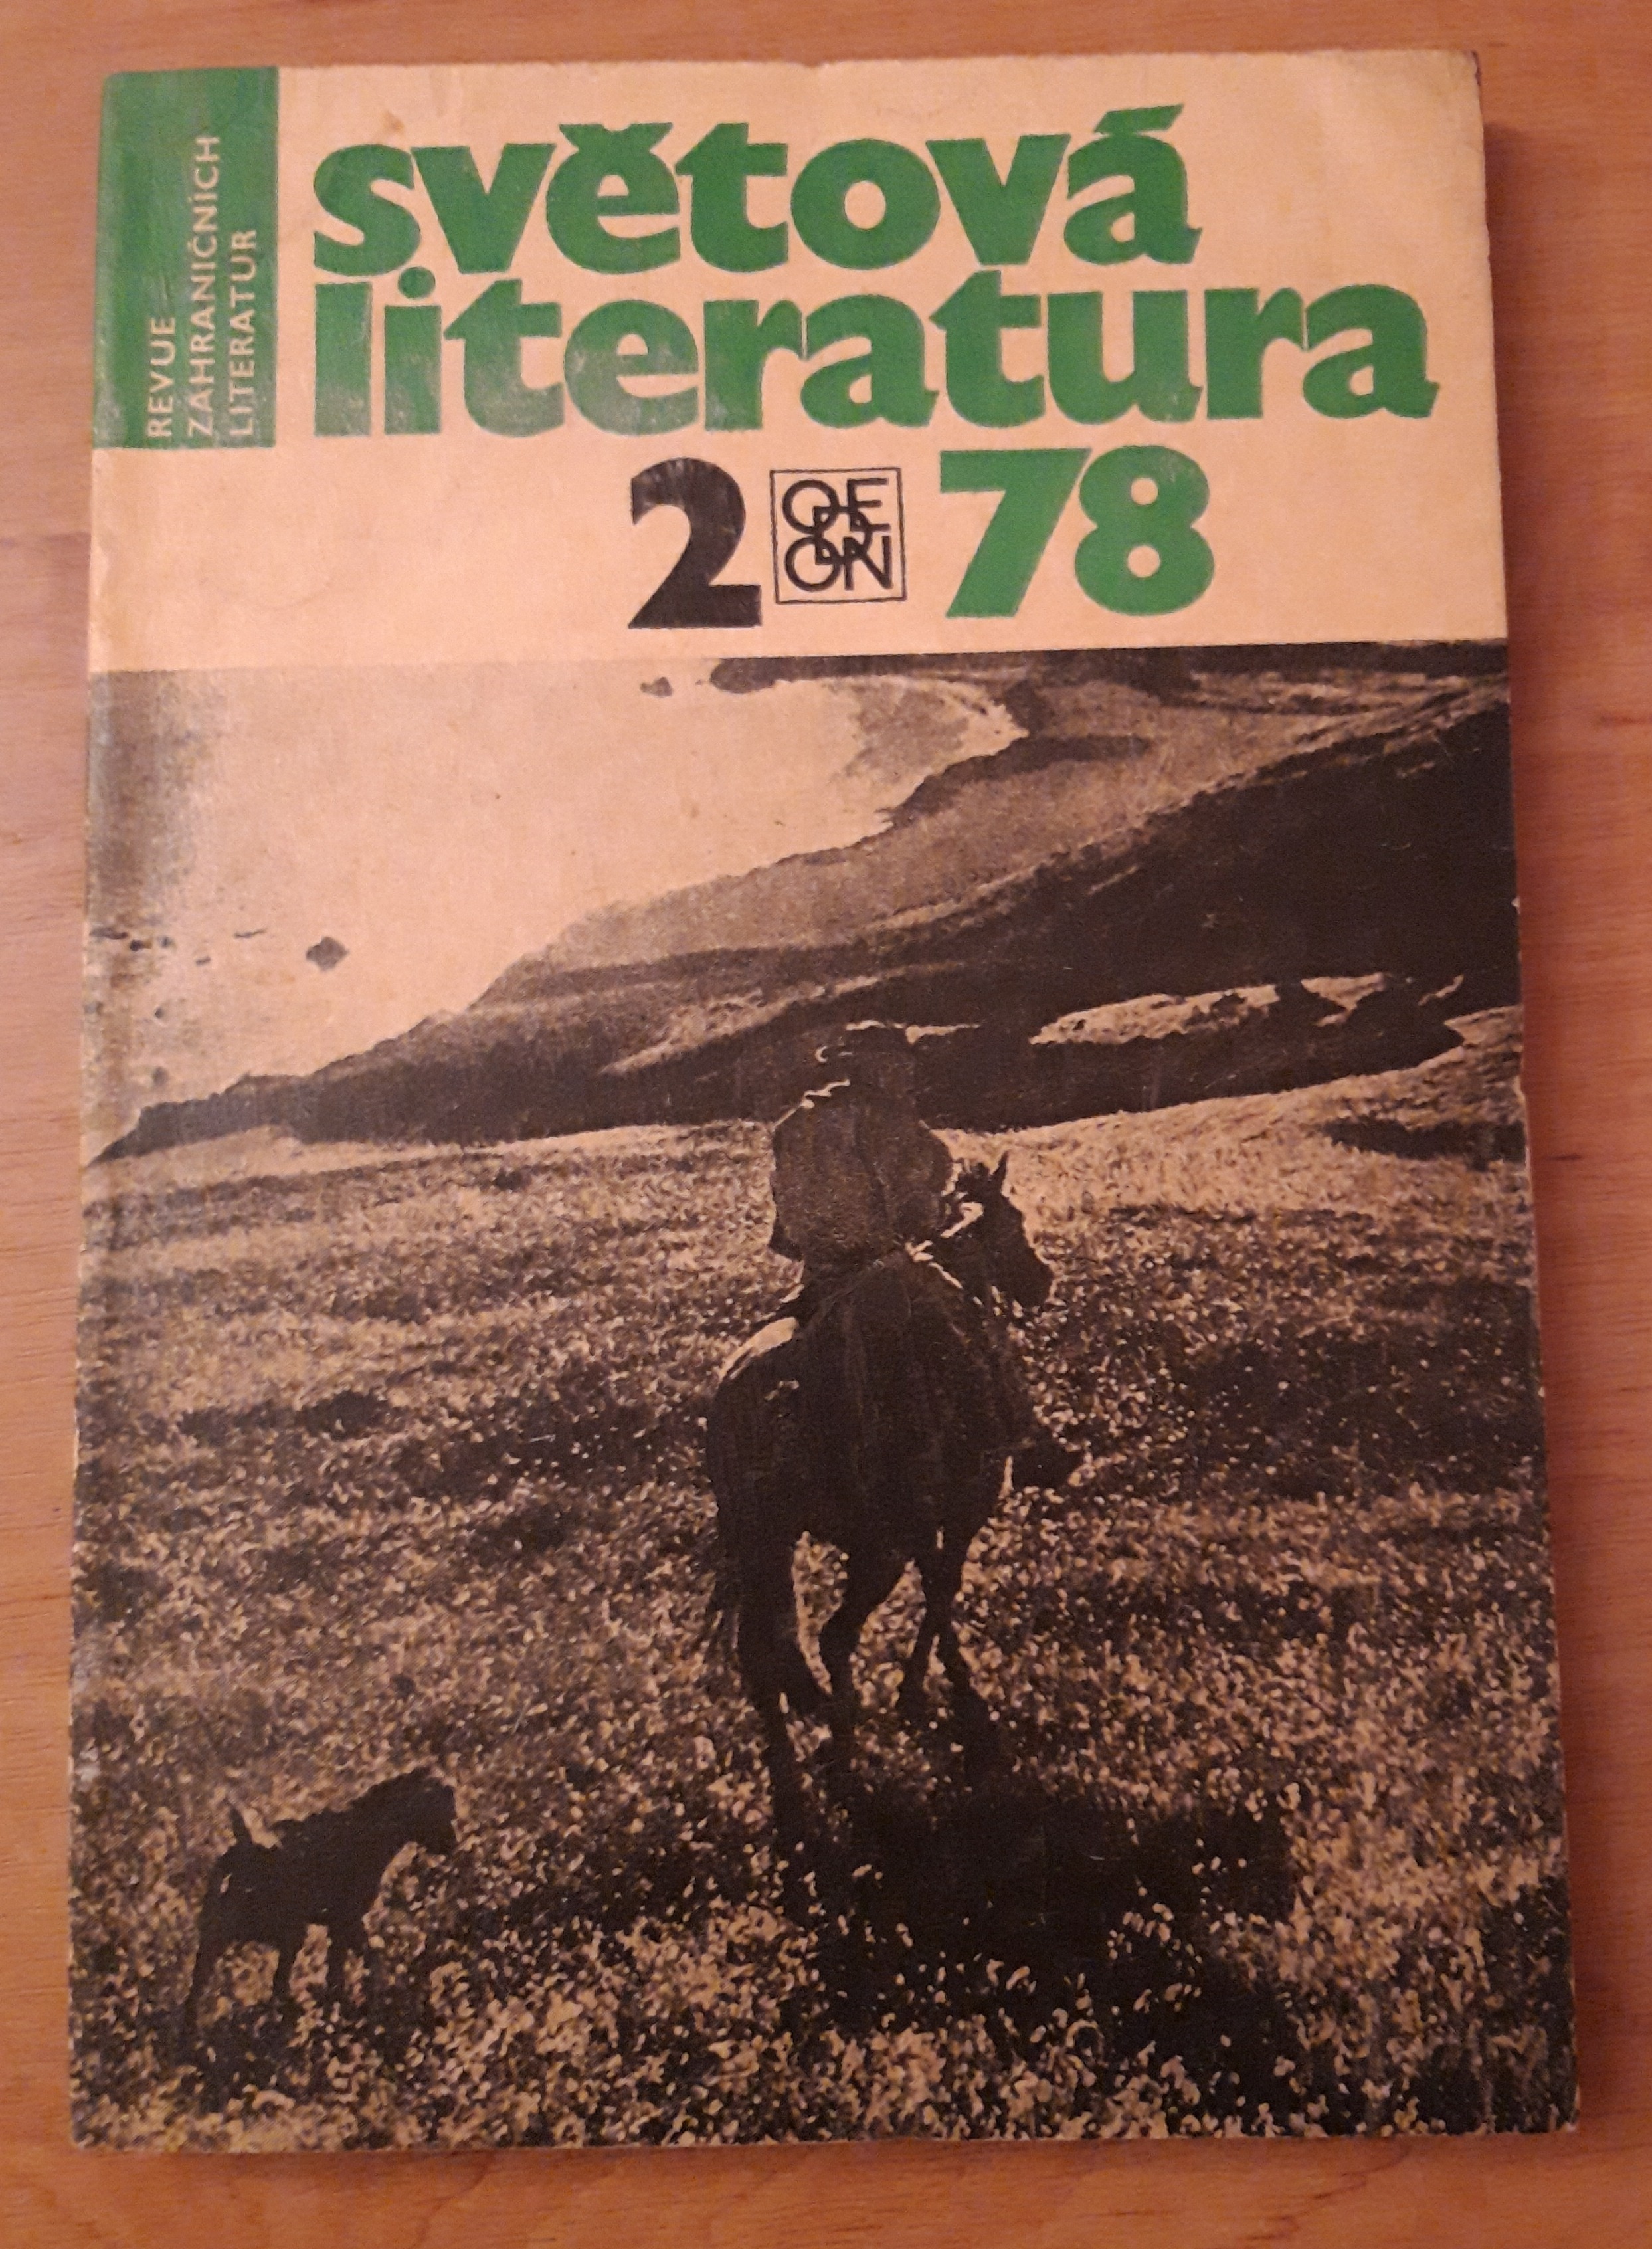 REVUE
ZAHRANIČNÍCH
LITERATUR
světová
literatura
2 ODEON 78